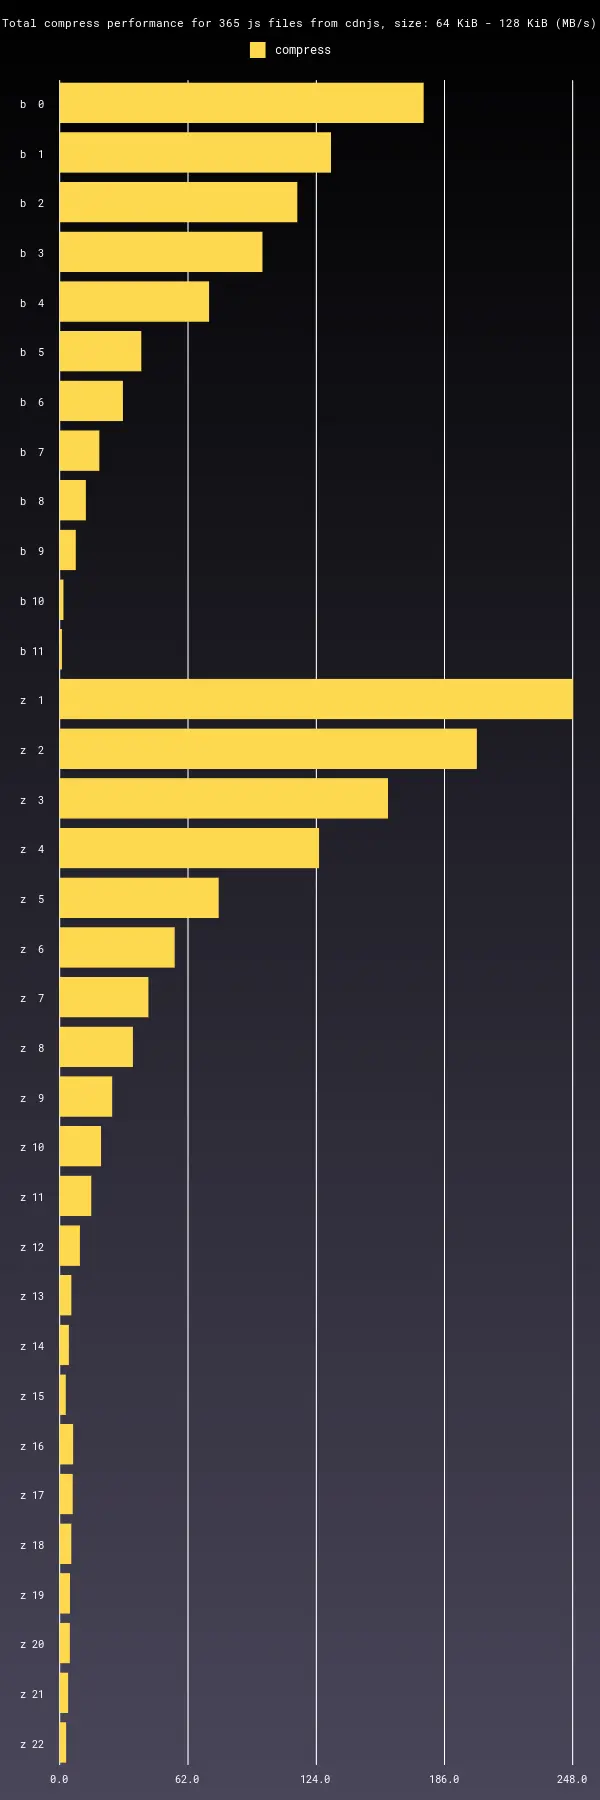 Total compress performance for 365 js files from cdnjs, size: 64 KiB - 128 KiB (MB/s)
compress
b 0
b 1
b 2
b 3
b 4
b 5
b 6
b 7
b 8
b 9
b 10
b 11
z 1
z 2
z 3
z 4
z 5
z 6
z 7
z 8
z 9
z 10
z 11
z 12
z 13
z 14
z 15
z 16
z 17
z 18
z 19
z 20
z 21
z 22
0.0 62.0 124.0 186.0 248.0